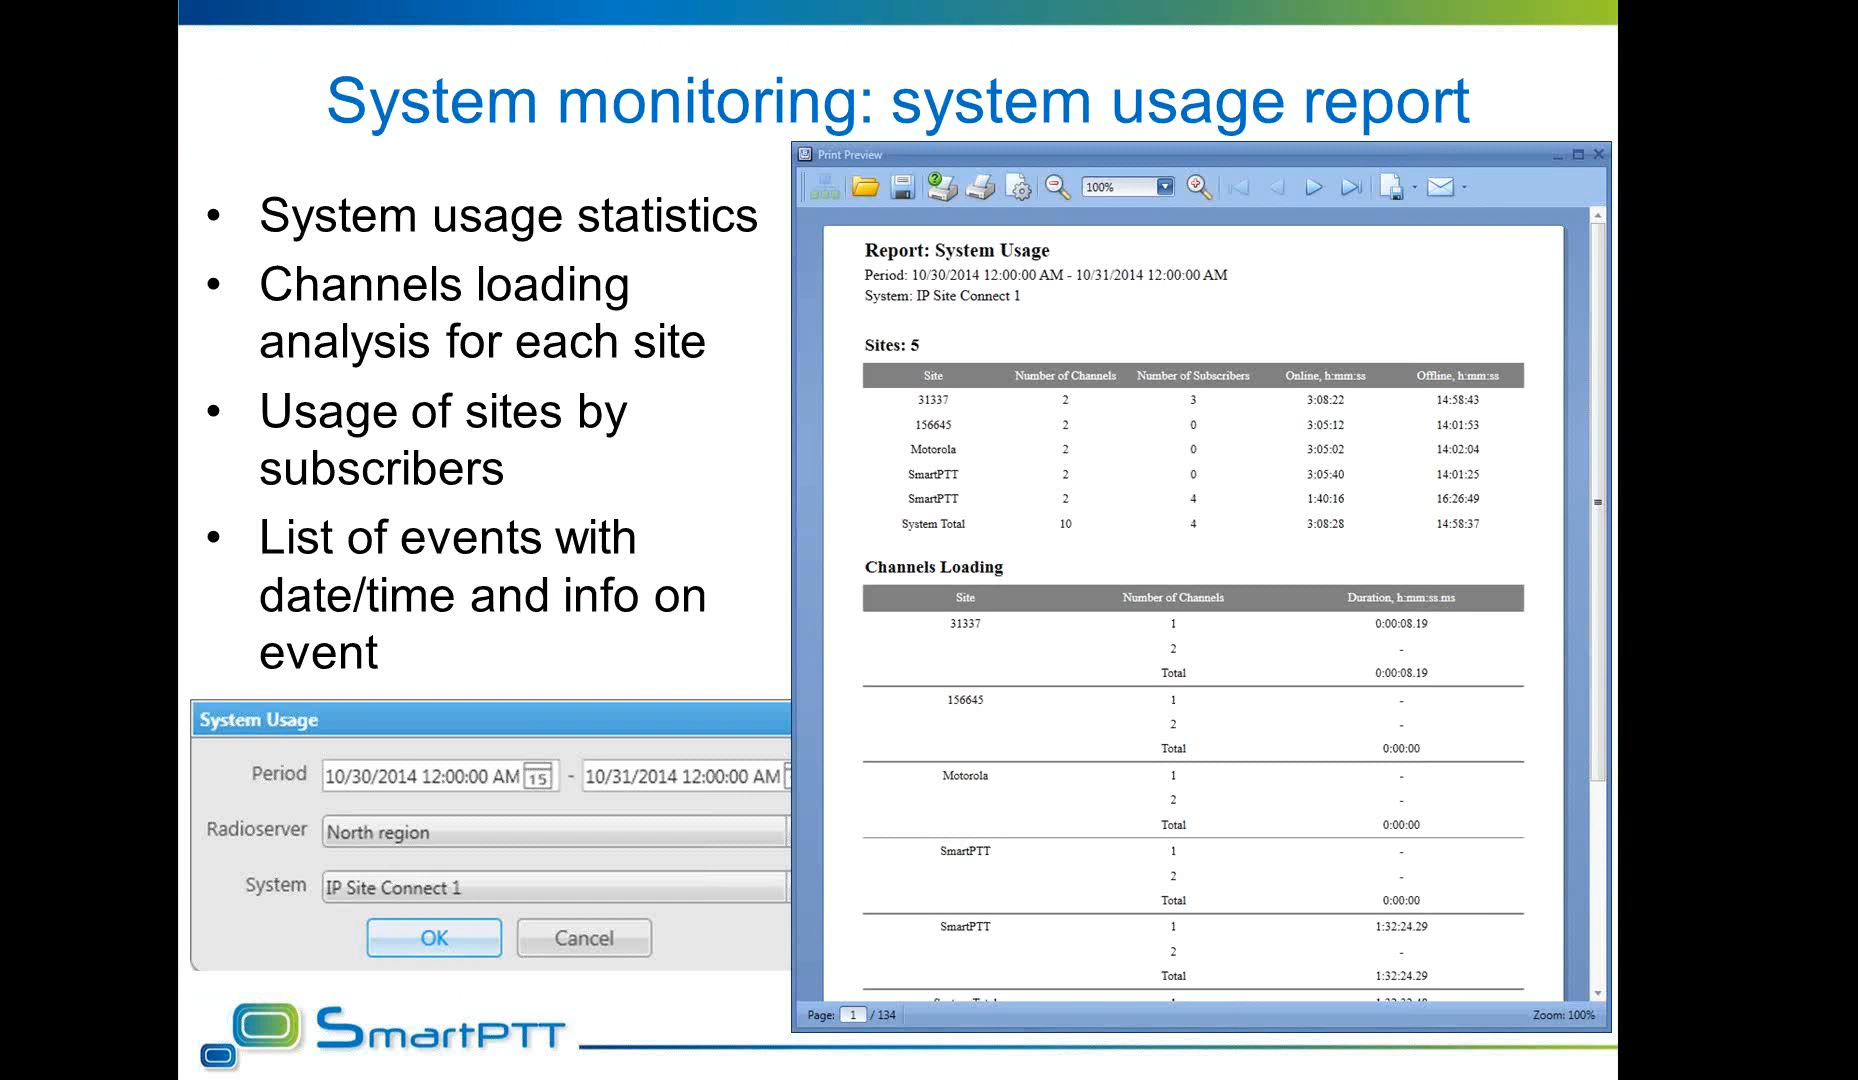 System monitoring: system usage report
• System usage statistics
• Channels loading
analysis for each site
• Usage of sites by
subscribers
• List of events with
date/time and info on
event
System Usage
Period 10/30/2014 12:00:00 AM 15 - 10/31/2014 12:00:00 AM
Radioserver North region
System IP Site Connect 1
OK Cancel
SmartPTT
Print Preview
100%
Report: System Usage
Period: 10/30/2014 12:00:00 AM - 10/31/2014 12:00:00 AM
System: IP Site Connect 1
Sites: 5
Site Number of Channels Number of Subscribers Online, h:mm:ss Offline, h:mm:ss
31337 2 3 3:08:22 14:58:43
156645 2 0 3:05:12 14:01:53
Motorola 2 0 3:05:02 14:02:04
SmartPTT 2 0 3:05:40 14:01:25
SmartPTT 2 4 1:40:16 16:26:49
System Total 10 4 3:08:28 14:58:37
Channels Loading
Site Number of Channels Duration, h:mm:ss.ms
31337 1 0:00:08.19
2 -
Total 0:00:08.19
156645 1 -
2 -
Total 0:00:00
Motorola 1 -
2 -
Total 0:00:00
SmartPTT 1 -
2 -
Total 0:00:00
SmartPTT 1 1:32:24.29
2 -
Total 1:32:24.29
Page: 1 / 134
Zoom: 100%